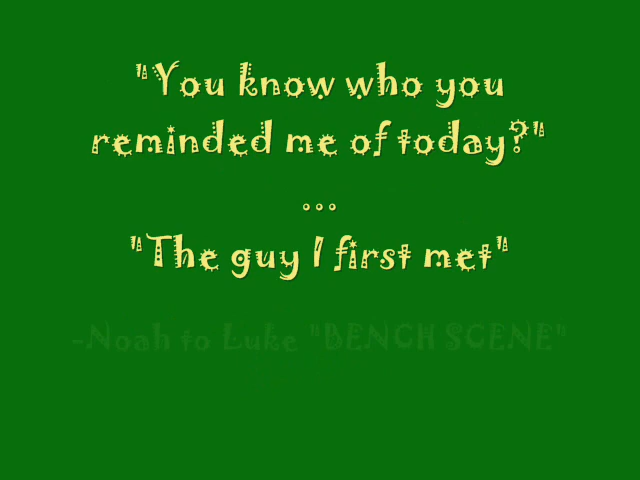 "You know who you
reminded me of today?"
...
"The guy I first met"
-Noah to Luke "BENCH SCENE"